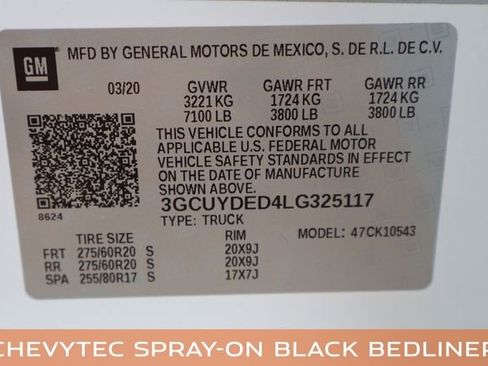 GM
MFD BY GENERAL MOTORS DE MEXICO, S. DE R.L. DE C.V.
03/20 GVWR GAWR FRT GAWR RR
3221 KG 1724 KG 1724 KG
7100 LB 3800 LB 3800 LB
THIS VEHICLE CONFORMS TO ALL
APPLICABLE U.S. FEDERAL MOTOR
VEHICLE SAFETY STANDARDS IN EFFECT
ON THE DATE OF MANUFACTURE
SHOWN ABOVE.
3GCUYDED4LG325117
8624
TYPE: TRUCK
MODEL: 47CK10543
TIRE SIZE RIM
FRT 275/60R20 S 20X9J
RR 275/60R20 S 20X9J
SPA 255/80R17 S 17X7J
CHEVYTEC SPRAY-ON BLACK BEDLINER